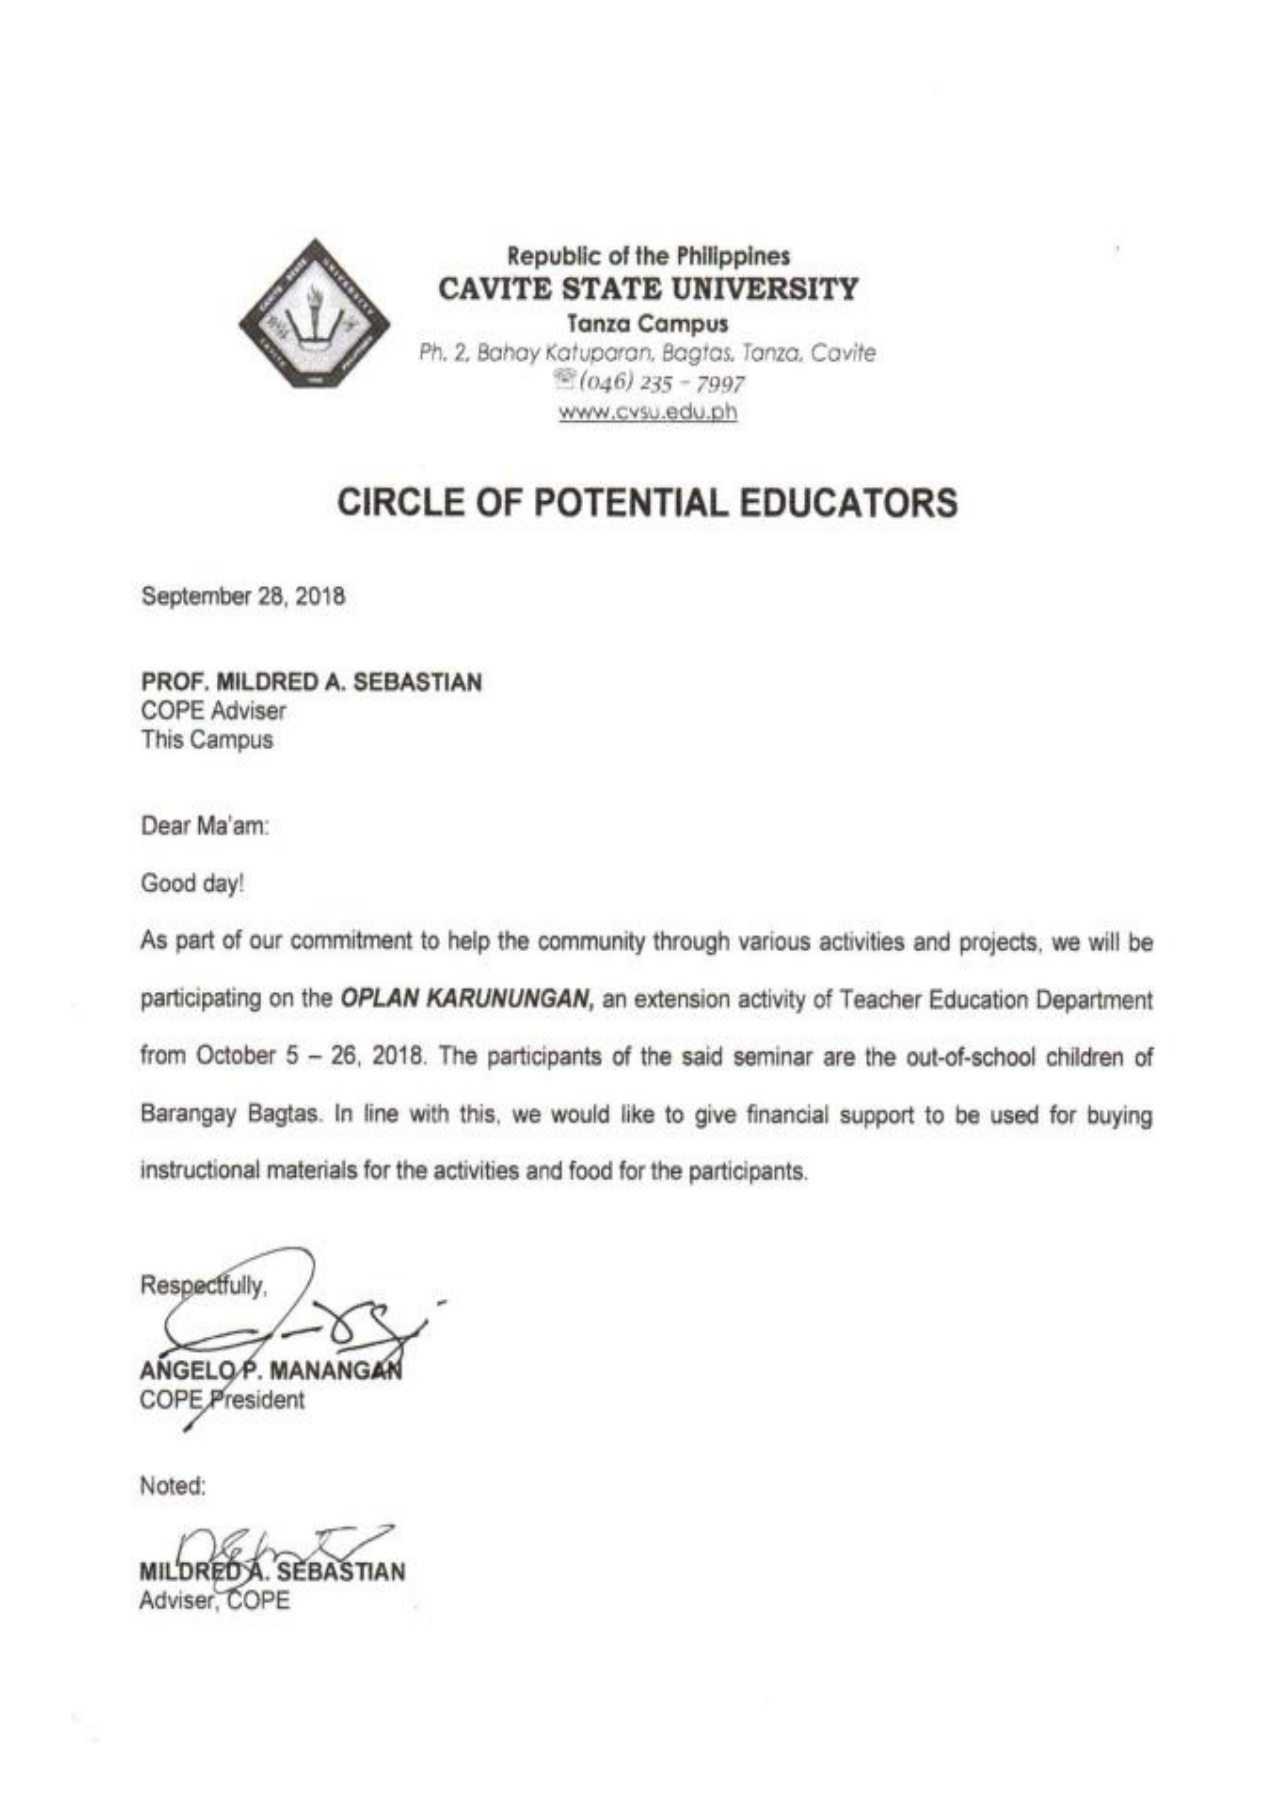 Republic of the Philippines
CAVITE STATE UNIVERSITY
Tanza Campus
Ph. 2, Bahay Katuparan, Bagtas, Tanza, Cavite
☏ (046) 235 - 7997
www.cvsu.edu.ph
CAVITE STATE UNIVERSITY
CIRCLE OF POTENTIAL EDUCATORS
September 28, 2018
PROF. MILDRED A. SEBASTIAN
COPE Adviser
This Campus
Dear Ma'am:
Good day!
As part of our commitment to help the community through various activities and projects, we will be
participating on the OPLAN KARUNUNGAN, an extension activity of Teacher Education Department
from October 5 – 26, 2018. The participants of the said seminar are the out-of-school children of
Barangay Bagtas. In line with this, we would like to give financial support to be used for buying
instructional materials for the activities and food for the participants.
Respectfully,
ANGELO P. MANANGAN
COPE President
Noted:
MILDRED A. SEBASTIAN
Adviser, COPE